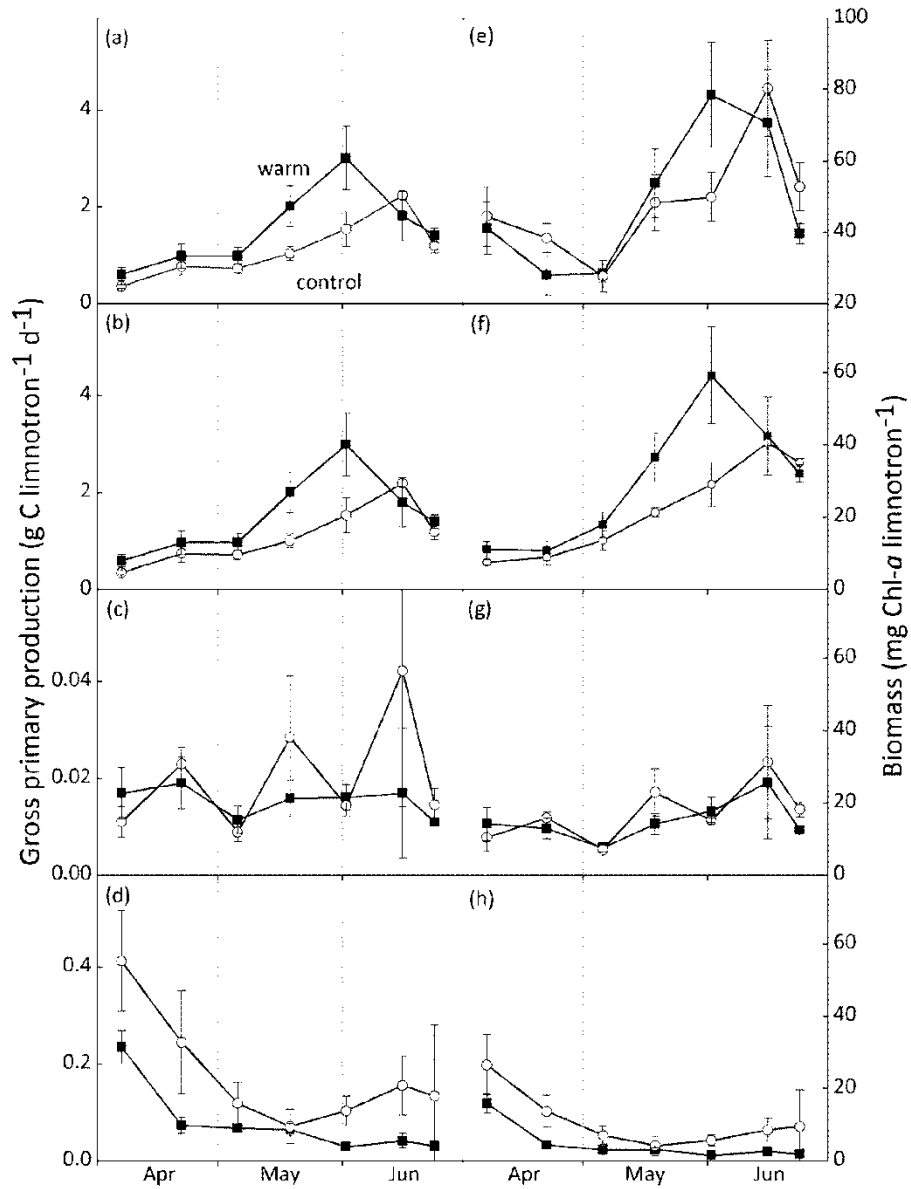 Gross primary production (g C limnotron⁻¹ d⁻¹)
(a)
warm
control
4
2
0
(e)
100
80
60
40
20
(b)
4
2
0
(f)
60
40
20
0
(c)
0.04
0.02
0.00
(g)
60
40
20
0
(d)
0.4
0.2
0.0
(h)
60
40
20
0
Apr May Jun Apr May Jun
Biomass (mg Chl-a limnotron⁻¹)